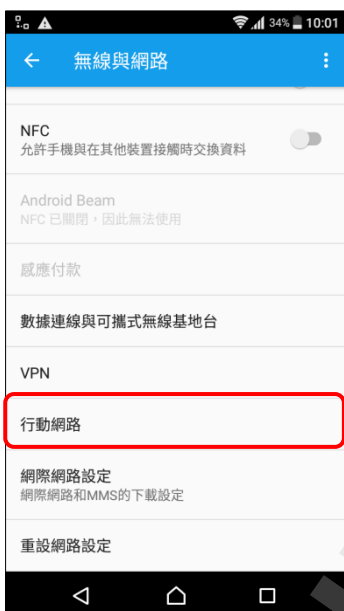 34% 10:01
無線與網路
NFC
允許手機與在其他裝置接觸時交換資料
Android Beam
NFC 已關閉，因此無法使用
感應付款
數據連線與可攜式無線基地台
VPN
行動網路
網際網路設定
網際網路和MMS的下載設定
重設網路設定